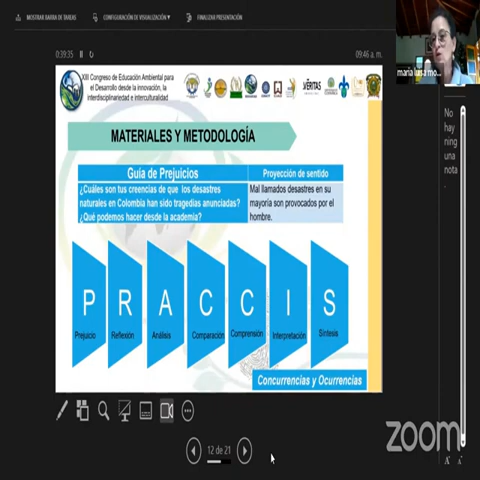 MOSTRAR BARRA DE TAREAS
CONFIGURACIÓN DE VISUALIZACIÓN ▼
FINALIZAR PRESENTACIÓN
0:39:35
09:46 a. m.
maria luisa mo...
XIII Congreso de Educación Ambiental para
el Desarrollo desde la innovación, la
interdisciplinariedad e interculturalidad
VERITAS
MATERIALES Y METODOLOGÍA
Guía de Prejuicios
Proyección de sentido
¿Cuáles son tus creencias de que los desastres
naturales en Colombia han sido tragedias anunciadas?
¿Qué podemos hacer desde la academia?
Mal llamados desastres en su
mayoría son provocados por el
hombre.
P R A C C I S
Prejuicio
Reflexión
Análisis
Comparación
Comprensión
Interpretación
Síntesis
Concurrencias y Ocurrencias
No
hay
ning
una
nota
.
12 de 21
zoom